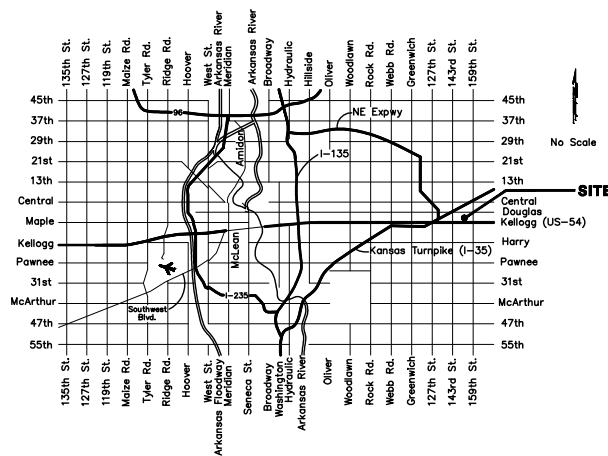 135th St.
127th St.
119th St.
Maize Rd.
Tyler Rd.
Ridge Rd.
Hoover
West St.
Arkansas River
Meridian
Arkansas River
Broadway
Hydraulic
Hillside
Oliver
Woodlawn
Rock Rd.
Webb Rd.
Greenwich
127th St.
143rd St.
159th St.
45th
37th
29th
21st
13th
Central
Maple
Kellogg
Pawnee
31st
McArthur
47th
55th
96
Amidon
NE Expwy
I-135
McLean
Kansas Turnpike (I-35)
I-235
Southwest
Blvd.
45th
37th
29th
21st
13th
Central
Douglas
Kellogg (US-54)
Harry
Pawnee
31st
McArthur
47th
55th
No Scale
SITE
135th St.
127th St.
119th St.
Maize Rd.
Tyler Rd.
Ridge Rd.
Hoover
West St.
Arkansas Floodway
Meridian
Seneca St.
Broadway
Washington
Hydraulic
Arkansas River
Oliver
Woodlawn
Rock Rd.
Webb Rd.
Greenwich
127th St.
143rd St.
159th St.